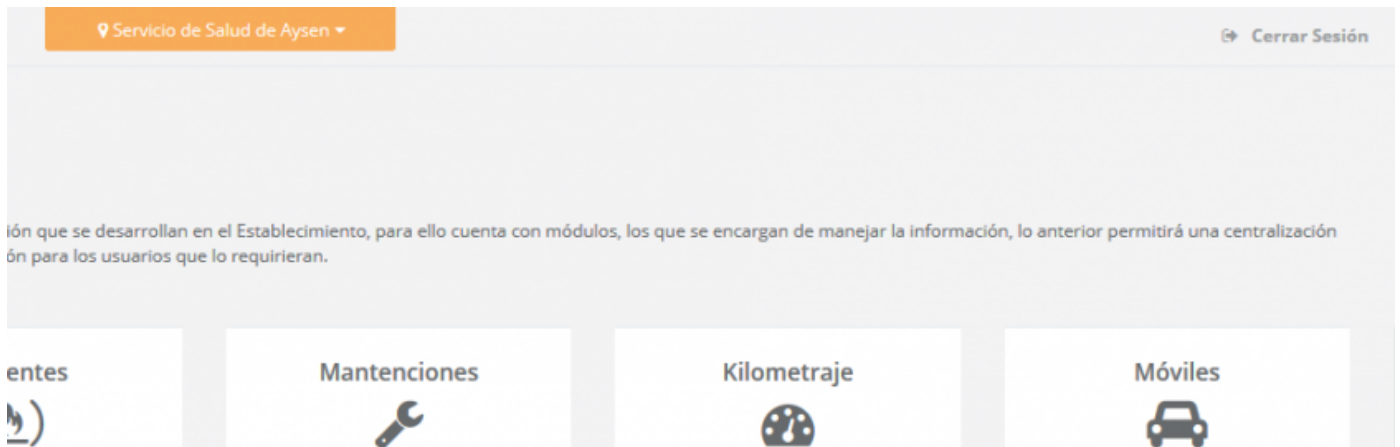 Servicio de Salud de Aysen
Cerrar Sesión
ión que se desarrollan en el Establecimiento, para ello cuenta con módulos, los que se encargan de manejar la información, lo anterior permitirá una centralización
ón para los usuarios que lo requirieran.
entes
Mantenciones
Kilometraje
Móviles